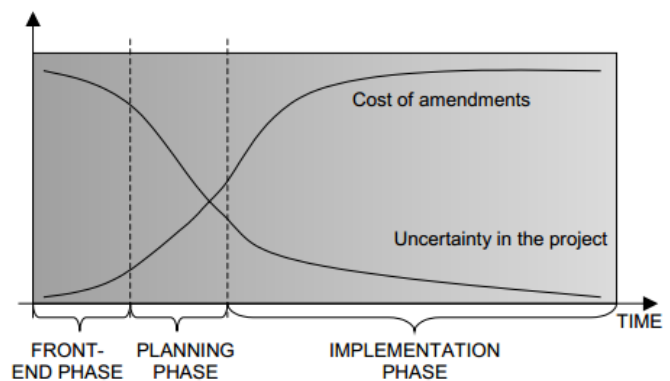 Cost of amendments
Uncertainty in the project
TIME
FRONT-
END PHASE
PLANNING
PHASE
IMPLEMENTATION
PHASE